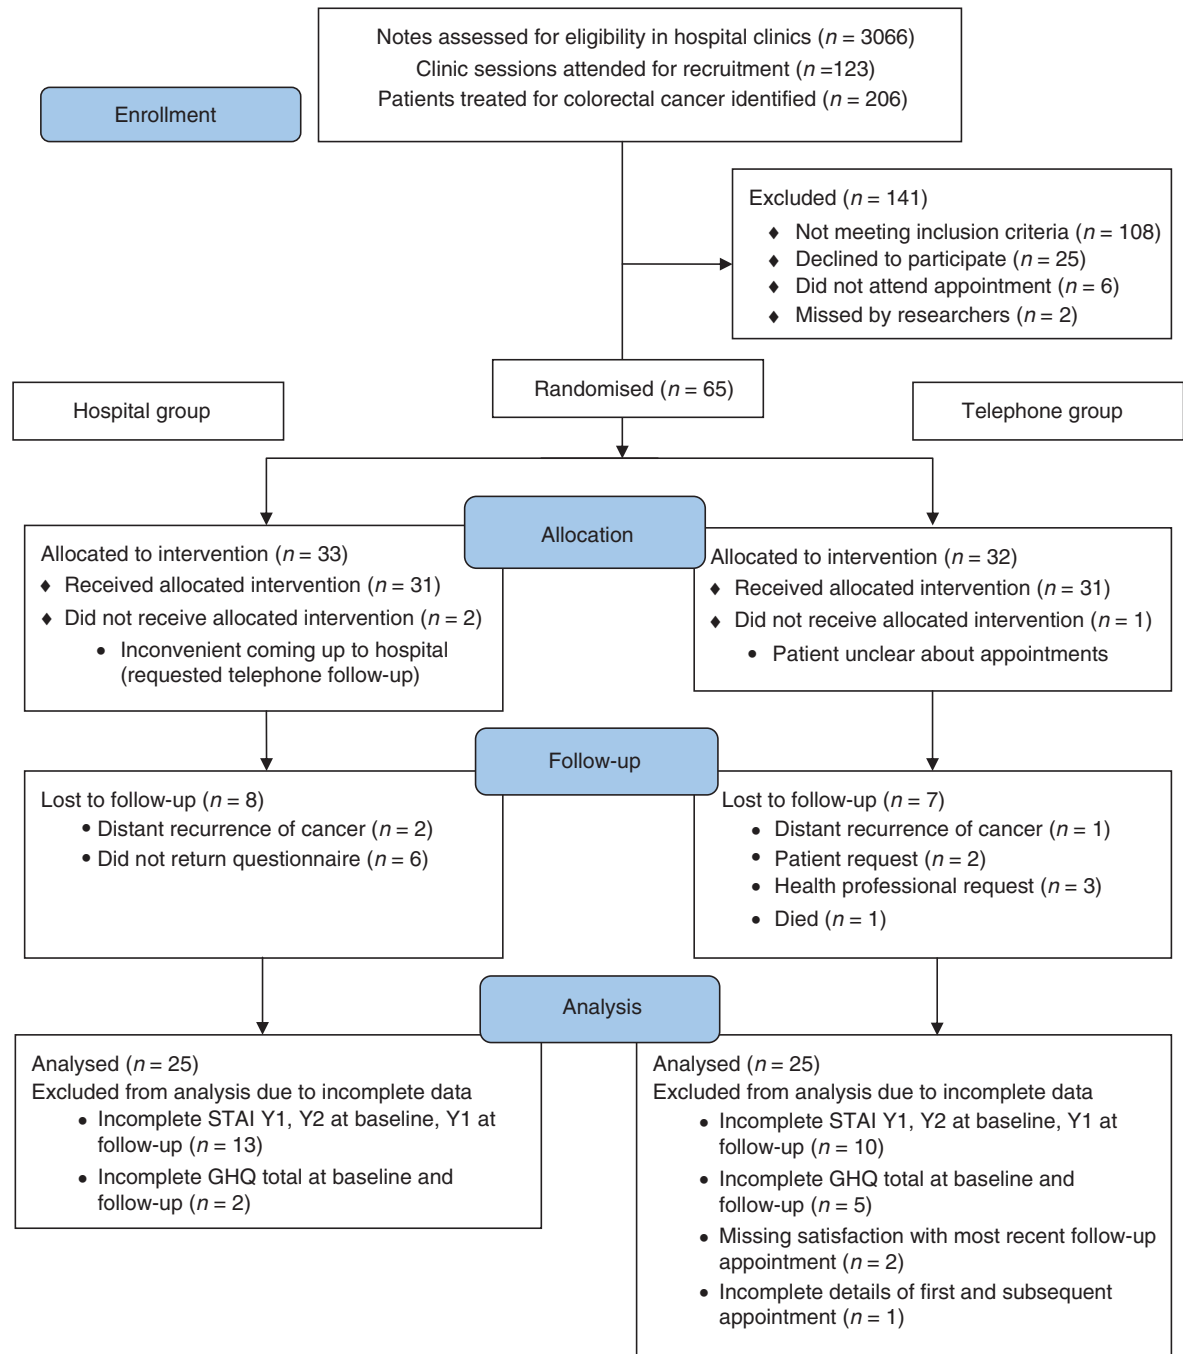 Notes assessed for eligibility in hospital clinics (n = 3066)
Clinic sessions attended for recruitment (n =123)
Patients treated for colorectal cancer identified (n = 206)
Enrollment
Excluded (n = 141)
♦ Not meeting inclusion criteria (n = 108)
♦ Declined to participate (n = 25)
♦ Did not attend appointment (n = 6)
♦ Missed by researchers (n = 2)
Randomised (n = 65)
Hospital group
Telephone group
Allocation
Allocated to intervention (n = 33)
♦ Received allocated intervention (n = 31)
♦ Did not receive allocated intervention (n = 2)
• Inconvenient coming up to hospital
(requested telephone follow-up)
Allocated to intervention (n = 32)
♦ Received allocated intervention (n = 31)
♦ Did not receive allocated intervention (n = 1)
• Patient unclear about appointments
Follow-up
Lost to follow-up (n = 8)
• Distant recurrence of cancer (n = 2)
• Did not return questionnaire (n = 6)
Lost to follow-up (n = 7)
• Distant recurrence of cancer (n = 1)
• Patient request (n = 2)
• Health professional request (n = 3)
• Died (n = 1)
Analysis
Analysed (n = 25)
Excluded from analysis due to incomplete data
• Incomplete STAI Y1, Y2 at baseline, Y1 at
follow-up (n = 13)
• Incomplete GHQ total at baseline and
follow-up (n = 2)
Analysed (n = 25)
Excluded from analysis due to incomplete data
• Incomplete STAI Y1, Y2 at baseline, Y1 at
follow-up (n = 10)
• Incomplete GHQ total at baseline and
follow-up (n = 5)
• Missing satisfaction with most recent follow-up
appointment (n = 2)
• Incomplete details of first and subsequent
appointment (n = 1)